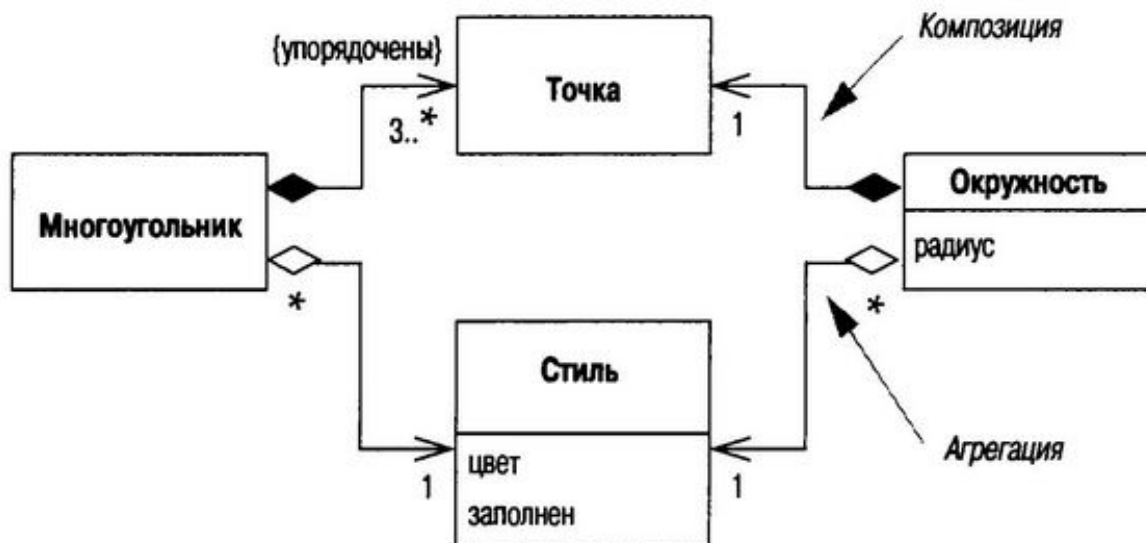 Композиция
{упорядочены}
Точка
3..*
1
Многоугольник
Окружность
радиус
*
*
Стиль
Агрегация
цвет
1
1
заполнен